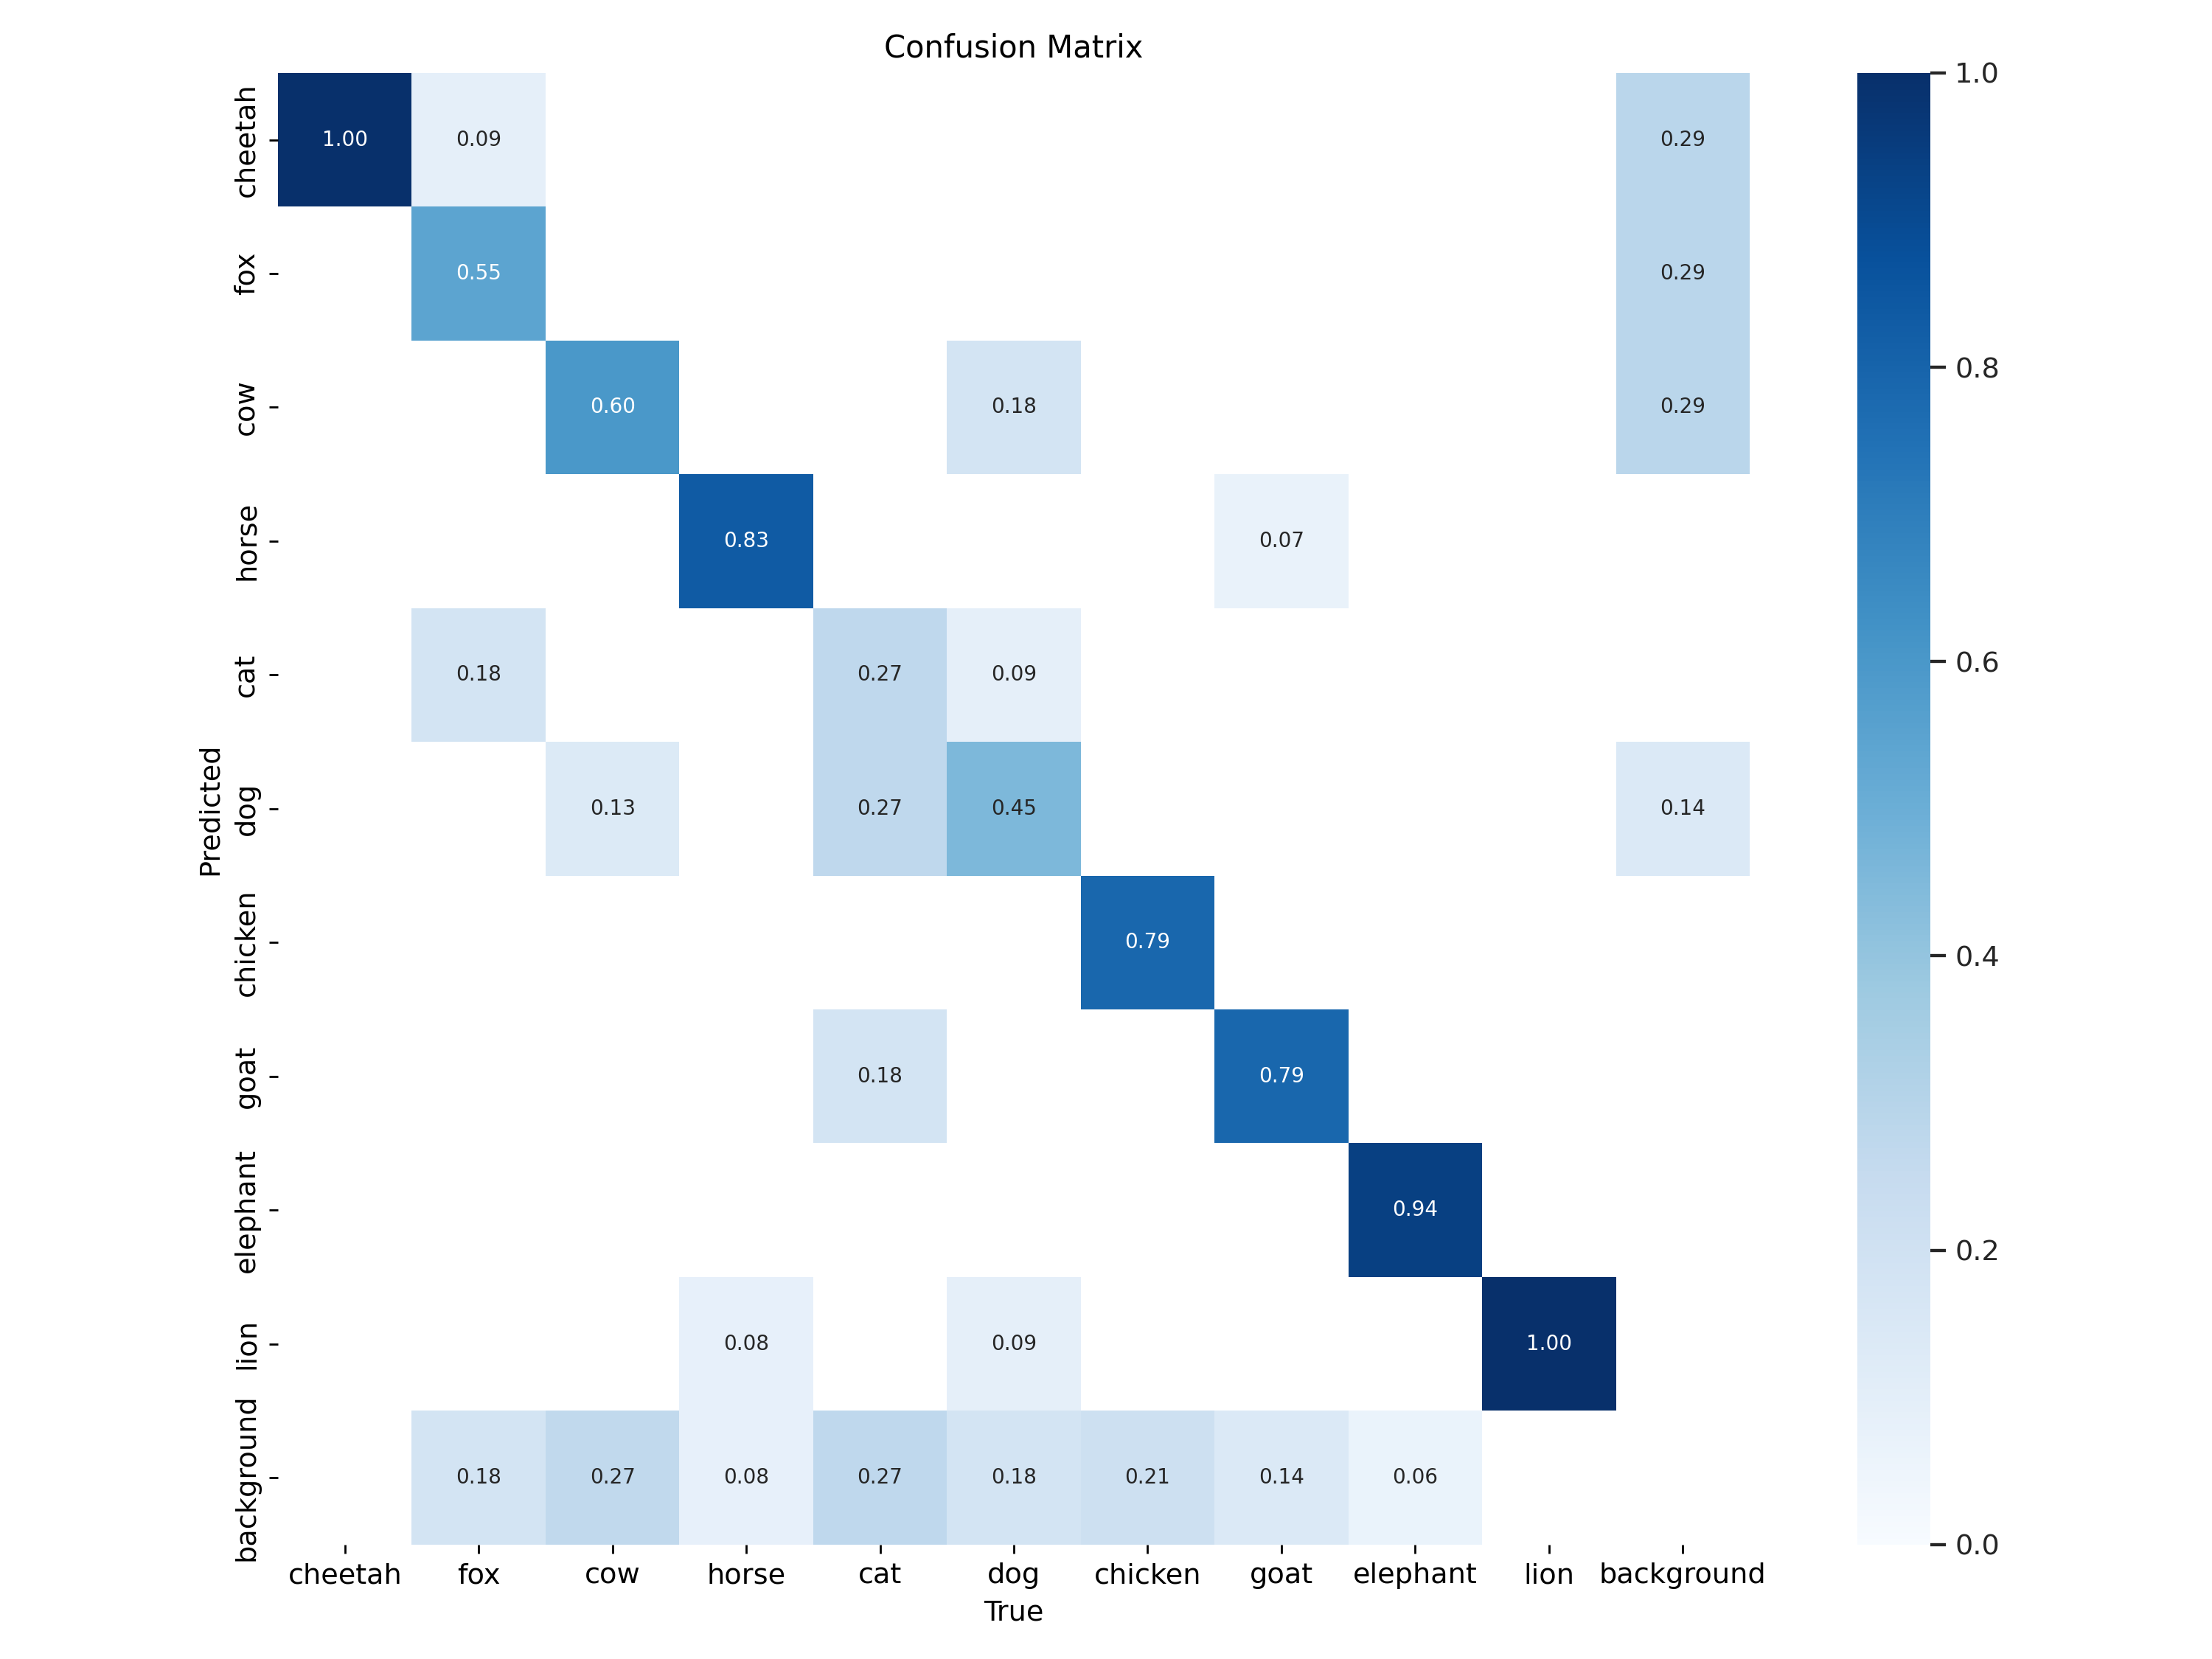 Confusion Matrix
cheetah 1.00 0.09 0.29
fox 0.55 0.29
cow 0.60 0.18 0.29
horse 0.83 0.07
cat 0.18 0.27 0.09
dog 0.13 0.27 0.45 0.14
chicken 0.79
goat 0.18 0.79
elephant 0.94
lion 0.08 0.09 1.00
background 0.18 0.27 0.08 0.27 0.18 0.21 0.14 0.06
Predicted
cheetah fox cow horse cat dog chicken goat elephant lion background
True
1.0
0.8
0.6
0.4
0.2
0.0